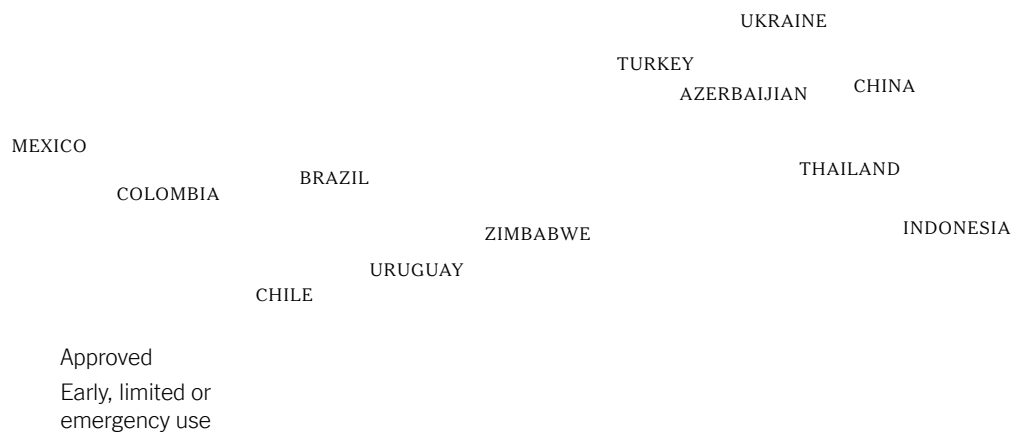 UKRAINE
TURKEY
CHINA
AZERBAIJIAN
MEXICO
THAILAND
BRAZIL
COLOMBIA
INDONESIA
ZIMBABWE
URUGUAY
CHILE
Approved
Early, limited or
emergency use